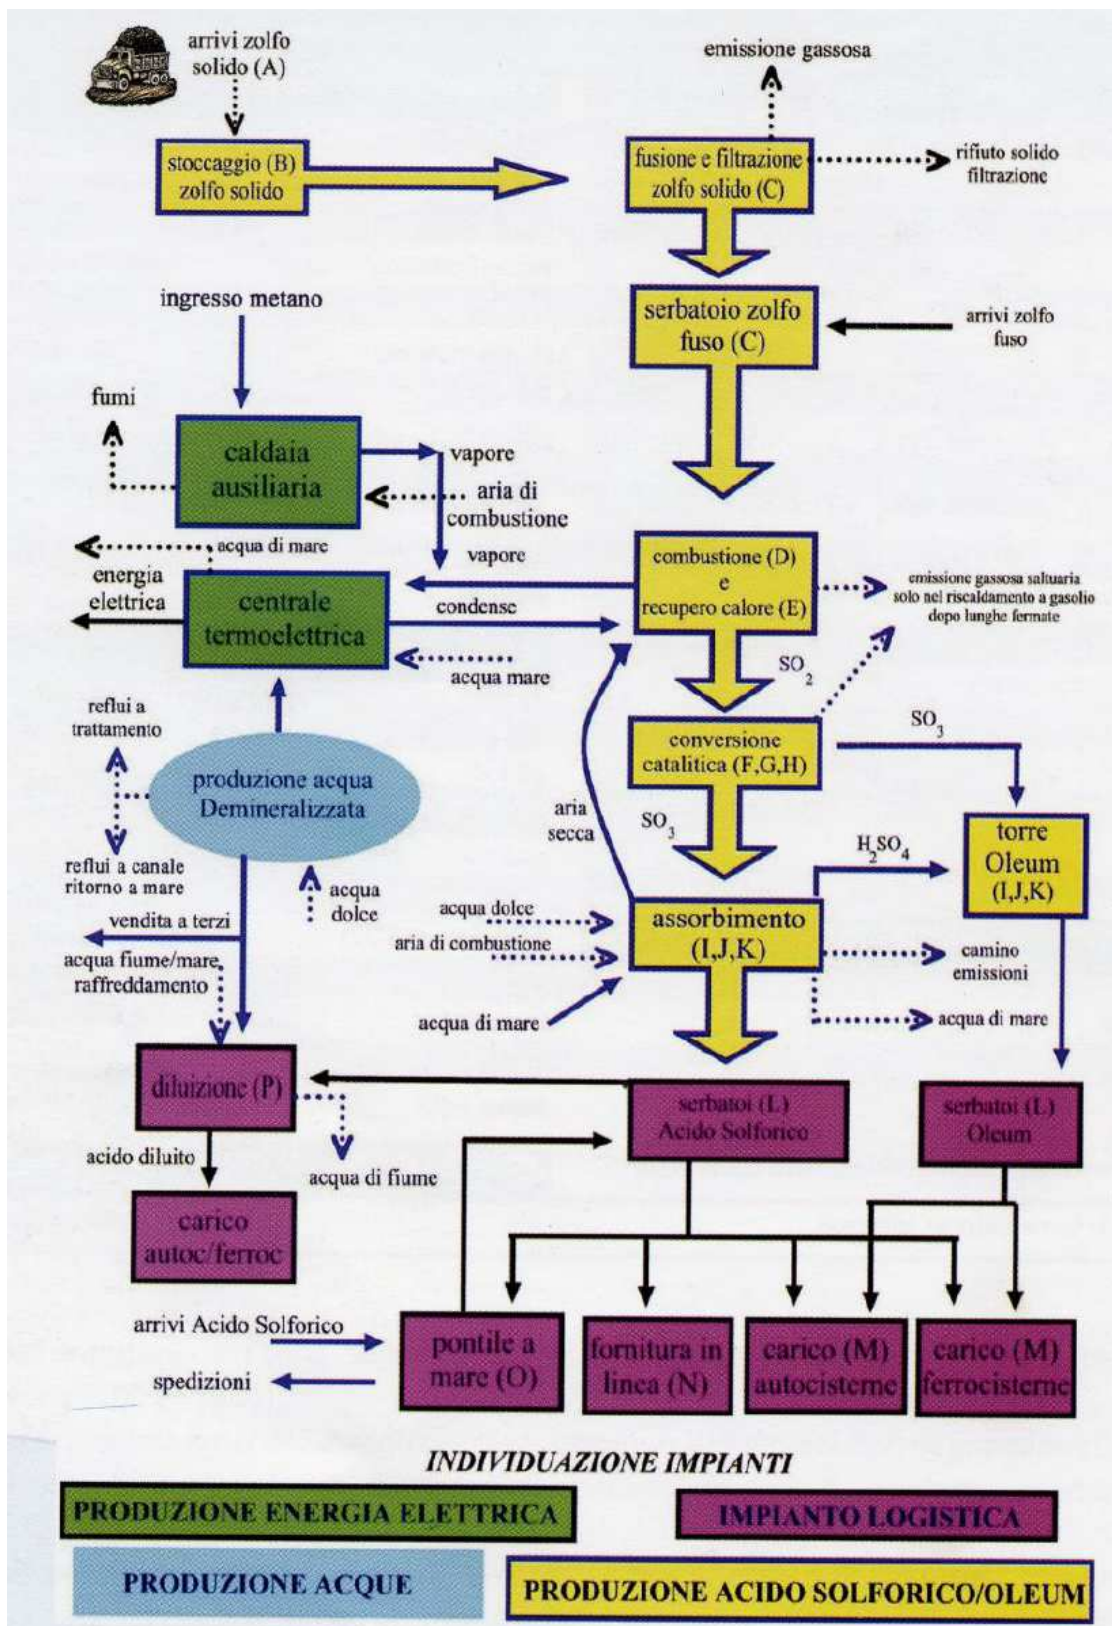 arrivi zolfo
solido (A)
emissione gassosa
stoccaggio (B)
zolfo solido
fusione e filtrazione
zolfo solido (C)
rifiuto solido
filtrazione
ingresso metano
serbatoio zolfo
fuso (C)
arrivi zolfo
fuso
fumi
caldaia
ausiliaria
vapore
aria di
combustione
acqua di mare
vapore
energia
elettrica
centrale
termoelettrica
condense
combustione (D)
e
recupero calore (E)
emissione gassosa saltuaria
solo nel riscaldamento a gasolio
dopo lunghe fermate
acqua mare
SO2
reflui a
trattamento
SO3
conversione
catalitica (F,G,H)
produzione acqua
Demineralizzata
aria
secca
SO3
torre
Oleum
(I,J,K)
H2SO4
reflui a canale
ritorno a mare
acqua
dolce
acqua dolce
assorbimento
(I,J,K)
vendita a terzi
aria di combustione
camino
emissioni
acqua fiume/mare
raffreddamento
acqua di mare
acqua di mare
diluizione (P)
serbatoi (L)
Acido Solforico
serbatoi (L)
Oleum
acido diluito
acqua di fiume
carico
autoc/ferroc
arrivi Acido Solforico
spedizioni
pontile a
mare (O)
fornitura in
linea (N)
carico (M)
autocisterne
carico (M)
ferrocisterne
INDIVIDUAZIONE IMPIANTI
PRODUZIONE ENERGIA ELETTRICA
IMPIANTO LOGISTICA
PRODUZIONE ACQUE
PRODUZIONE ACIDO SOLFORICO/OLEUM